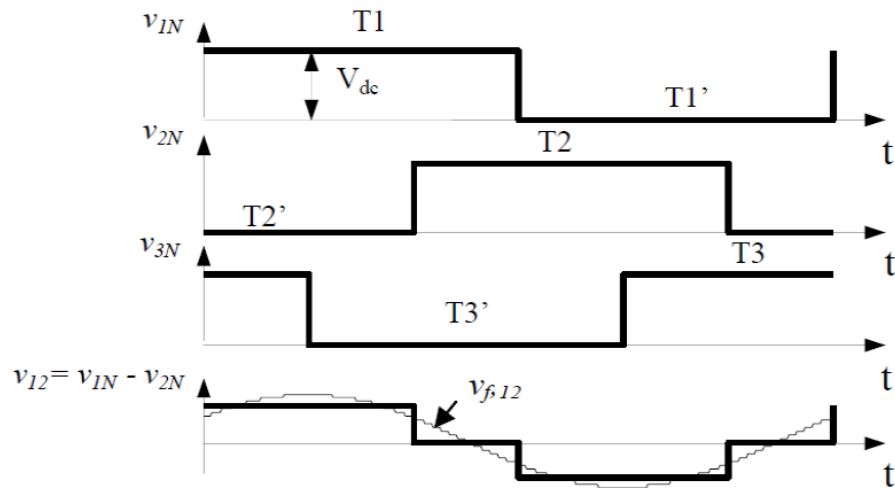 v1N
T1
Vdc
T1’
t
v2N
T2
T2’
t
v3N
T3
T3’
t
v12= v1N - v2N
vf,12
t